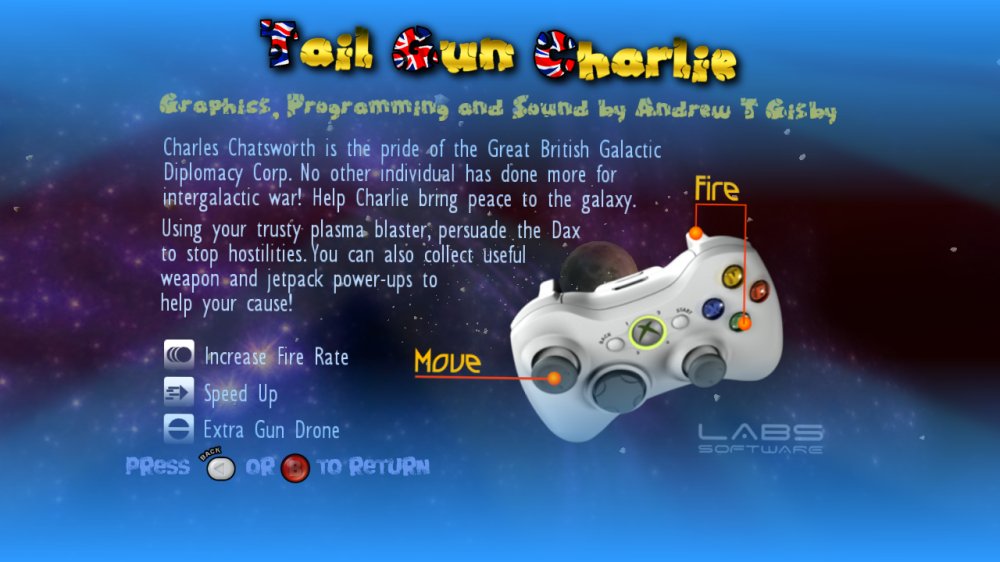 Tail Gun Charlie
Graphics, Programming and Sound by Andrew T Gisby
Charles Chatsworth is the pride of the Great British Galactic
Diplomacy Corp. No other individual has done more for
intergalactic war! Help Charlie bring peace to the galaxy.
Using your trusty plasma blaster, persuade the Dax
to stop hostilities. You can also collect useful
weapon and jetpack power-ups to
help your cause!
Fire
BACK
START
Move
Increase Fire Rate
Speed Up
Extra Gun Drone
LABS
SOFTWARE
PRESS BACK OR B TO RETURN